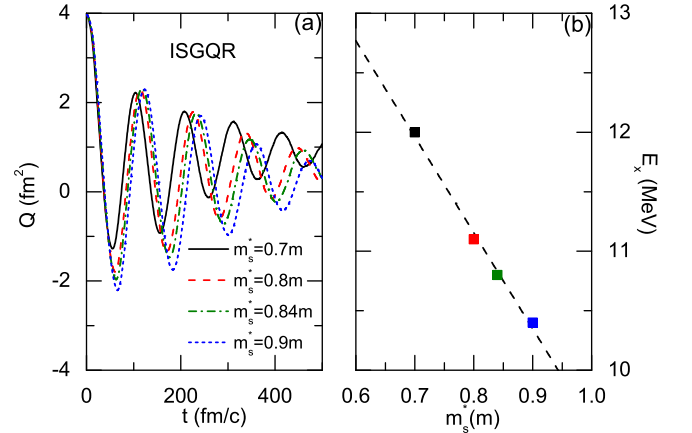 (a)
ISGQR
4
2
0
-2
-4
Q (fm²)
m*ₛ=0.7m
m*ₛ=0.8m
m*ₛ=0.84m
m*ₛ=0.9m
0
200
400
t (fm/c)
(b)
13
12
11
10
Eₓ (MeV)
0.6
0.7
0.8
0.9
1.0
m*ₛ(m)